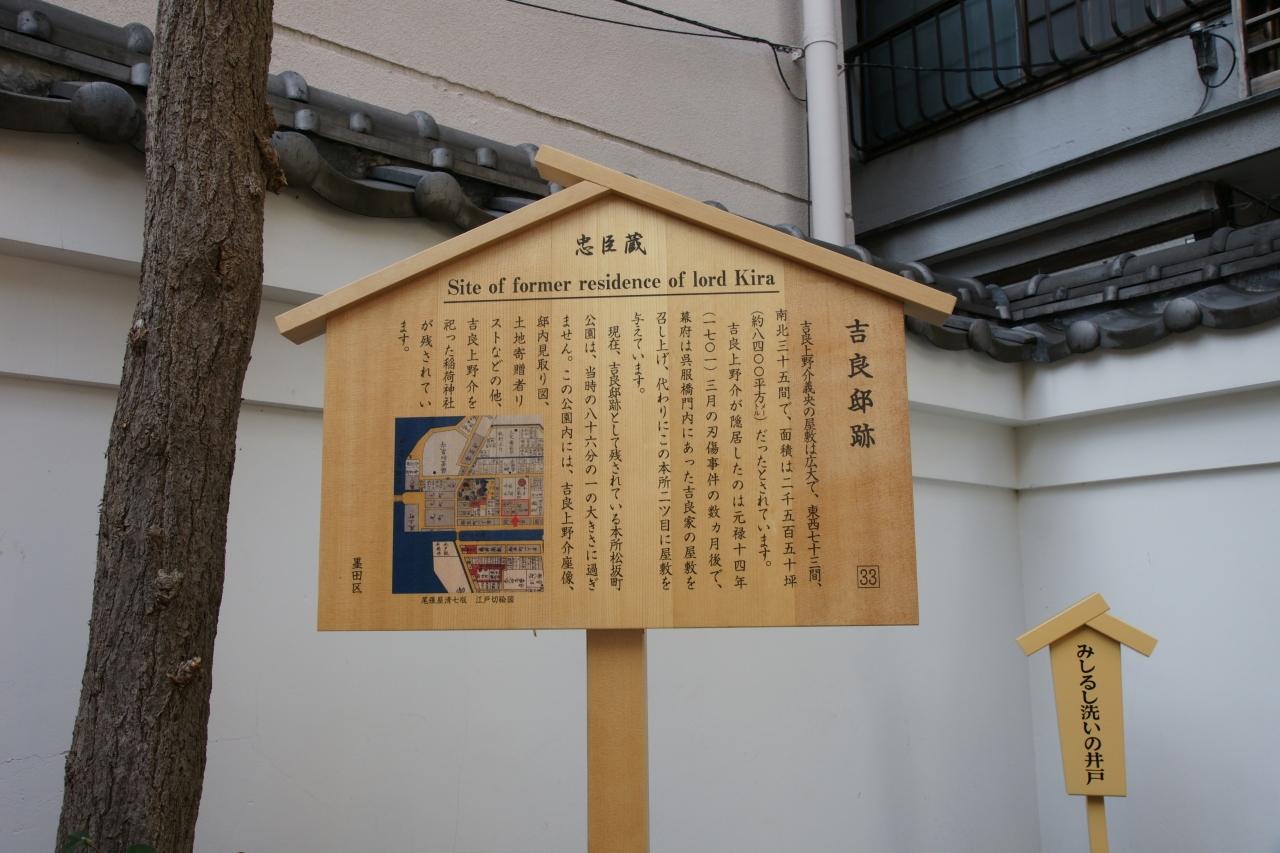 忠臣蔵
Site of former residence of lord Kira
吉良邸跡
33
吉良上野介義央の屋敷は広大で、東西七十三間、
南北三十五間で、面積は二千五百五十坪
(約八四〇〇平方㍍)だったとされています。
吉良上野介が隠居したのは元禄十四年
(一七〇一)三月の刃傷事件の数ヵ月後で、
幕府は呉服橋門内にあった吉良家の屋敷を
召し上げ、代わりにこの本所二ツ目に屋敷を
与えています。
現在、吉良邸跡として残されている本所松坂町
公園は、当時の八十六分の一の大きさに過ぎ
ません。この公園内には、吉良上野介座像、
邸内見取り図、
土地寄贈者リ
ストなどの他、
吉良上野介を
祀った稲荷神社
が残されてい
ます。
尾張屋清七版 江戸切絵図
墨田区
みしるし洗いの井戸